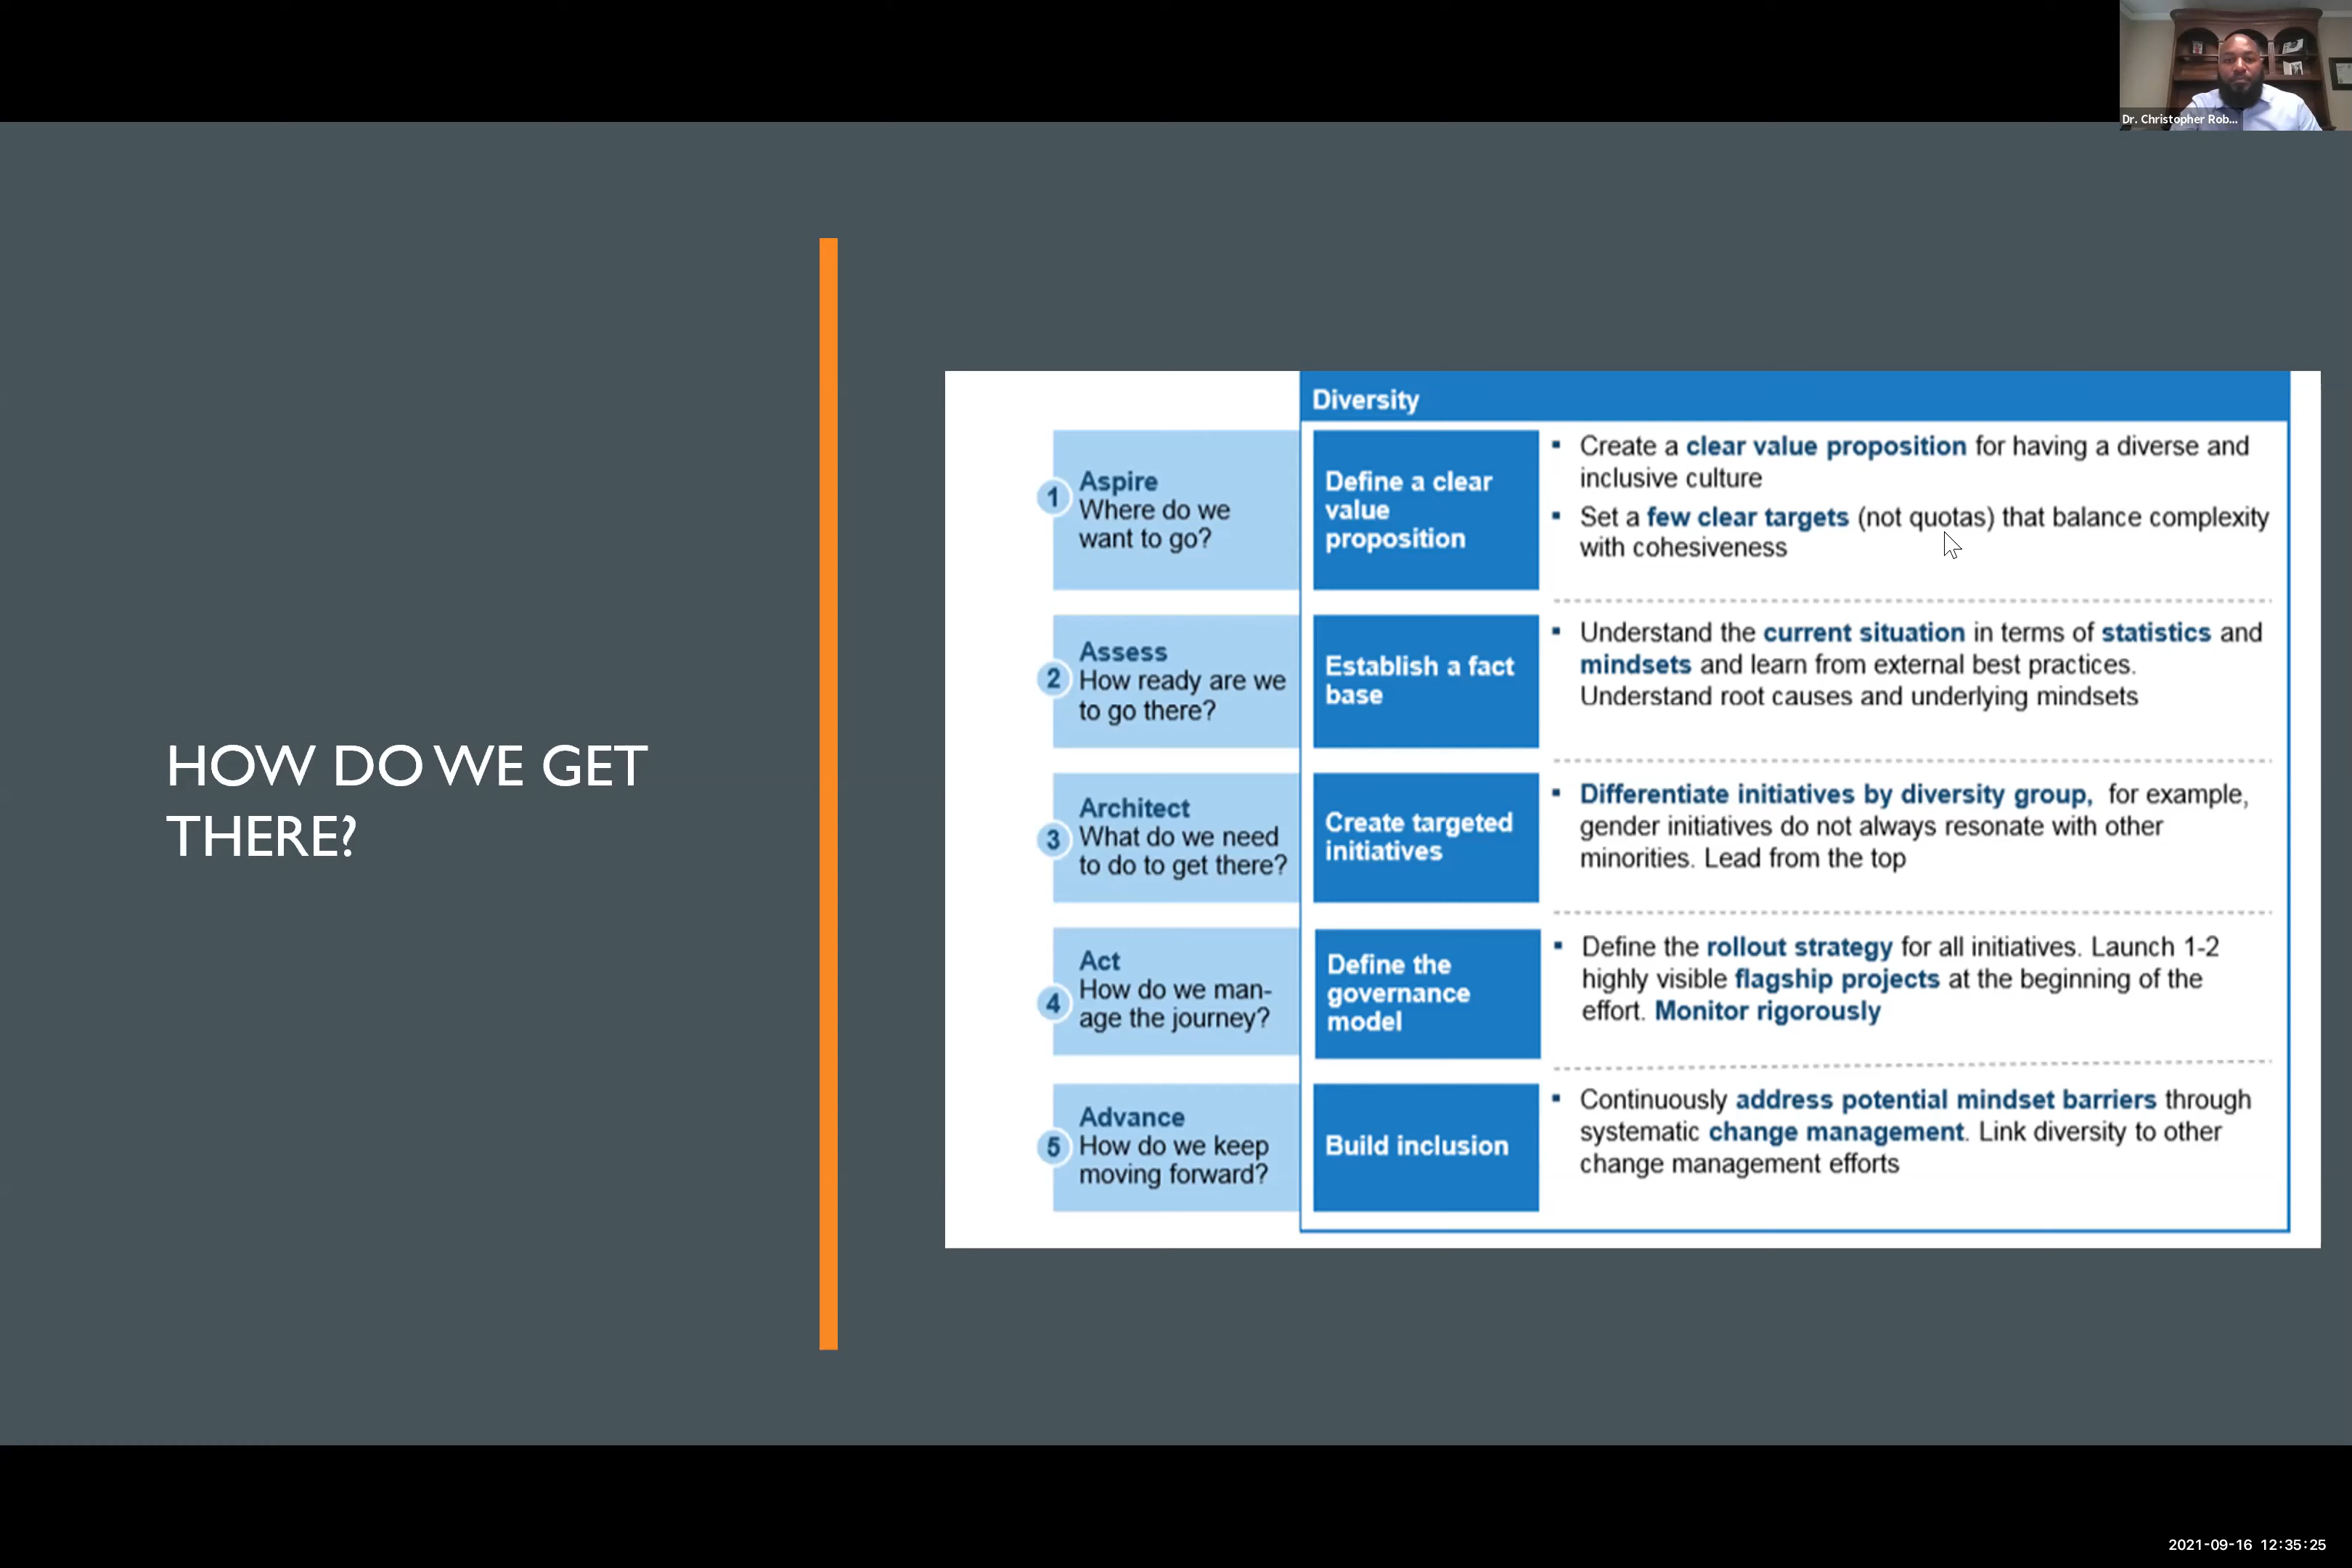 Dr. Christopher Rob...
HOW DO WE GET
THERE?
Diversity
1
Aspire
Where do we
want to go?
Define a clear
value
proposition
▪ Create a clear value proposition for having a diverse and
inclusive culture
▪ Set a few clear targets (not quotas) that balance complexity
with cohesiveness
2
Assess
How ready are we
to go there?
Establish a fact
base
▪ Understand the current situation in terms of statistics and
mindsets and learn from external best practices.
Understand root causes and underlying mindsets
3
Architect
What do we need
to do to get there?
Create targeted
initiatives
▪ Differentiate initiatives by diversity group, for example,
gender initiatives do not always resonate with other
minorities. Lead from the top
4
Act
How do we man-
age the journey?
Define the
governance
model
▪ Define the rollout strategy for all initiatives. Launch 1-2
highly visible flagship projects at the beginning of the
effort. Monitor rigorously
5
Advance
How do we keep
moving forward?
Build inclusion
▪ Continuously address potential mindset barriers through
systematic change management. Link diversity to other
change management efforts
2021-09-16 12:35:25